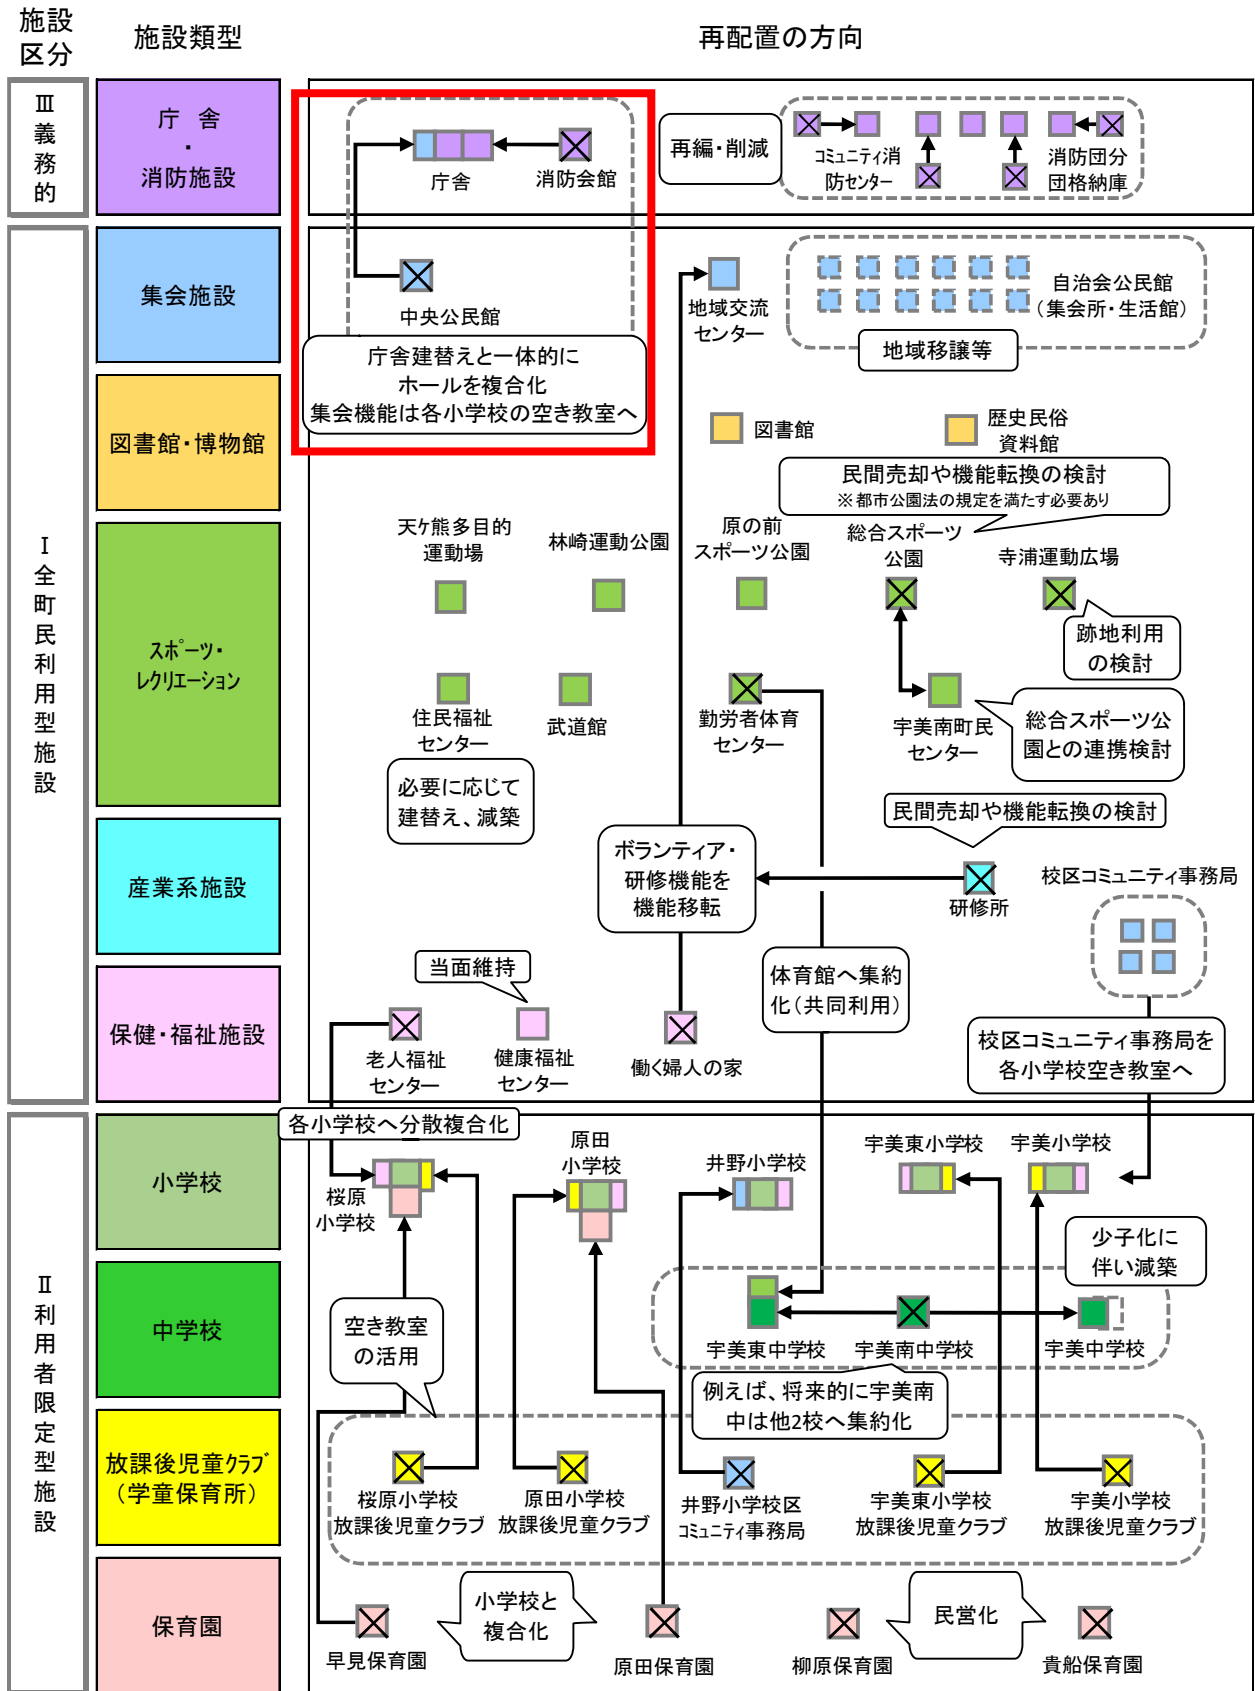 施設
区分
施設類型
再配置の方向
Ⅲ
義
務
的
庁　舎
・
消防施設
庁舎
消防会館
再編・削減
コミュニティ消
防センター
消防団分
団格納庫
Ⅰ
全
町
民
利
用
型
施
設
集会施設
中央公民館
地域交流
センター
自治会公民館
（集会所・生活館）
地域移譲等
庁舎建替えと一体的に
ホールを複合化
集会機能は各小学校の空き教室へ
図書館・博物館
図書館
歴史民俗
資料館
民間売却や機能転換の検討
※都市公園法の規定を満たす必要あり
スポーツ・
レクリエーション
天ケ熊多目的
運動場
林崎運動公園
原の前
スポーツ公園
総合スポーツ
公園
寺浦運動広場
跡地利用
の検討
住民福祉
センター
武道館
勤労者体育
センター
宇美南町民
センター
総合スポーツ公
園との連携検討
必要に応じて
建替え、減築
民間売却や機能転換の検討
産業系施設
ボランティア・
研修機能を
機能移転
研修所
校区コミュニティ事務局
保健・福祉施設
当面維持
体育館へ集約
化（共同利用）
老人福祉
センター
健康福祉
センター
働く婦人の家
校区コミュニティ事務局を
各小学校空き教室へ
Ⅱ
利
用
者
限
定
型
施
設
各小学校へ分散複合化
小学校
桜原
小学校
原田
小学校
井野小学校
宇美東小学校
宇美小学校
少子化に
伴い減築
中学校
空き教室
の活用
宇美東中学校
宇美南中学校
宇美中学校
例えば、将来的に宇美南
中は他2校へ集約化
放課後児童クラブ
（学童保育所）
桜原小学校
放課後児童クラブ
原田小学校
放課後児童クラブ
井野小学校区
コミュニティ事務局
宇美東小学校
放課後児童クラブ
宇美小学校
放課後児童クラブ
保育園
小学校と
複合化
民営化
早見保育園
原田保育園
柳原保育園
貴船保育園